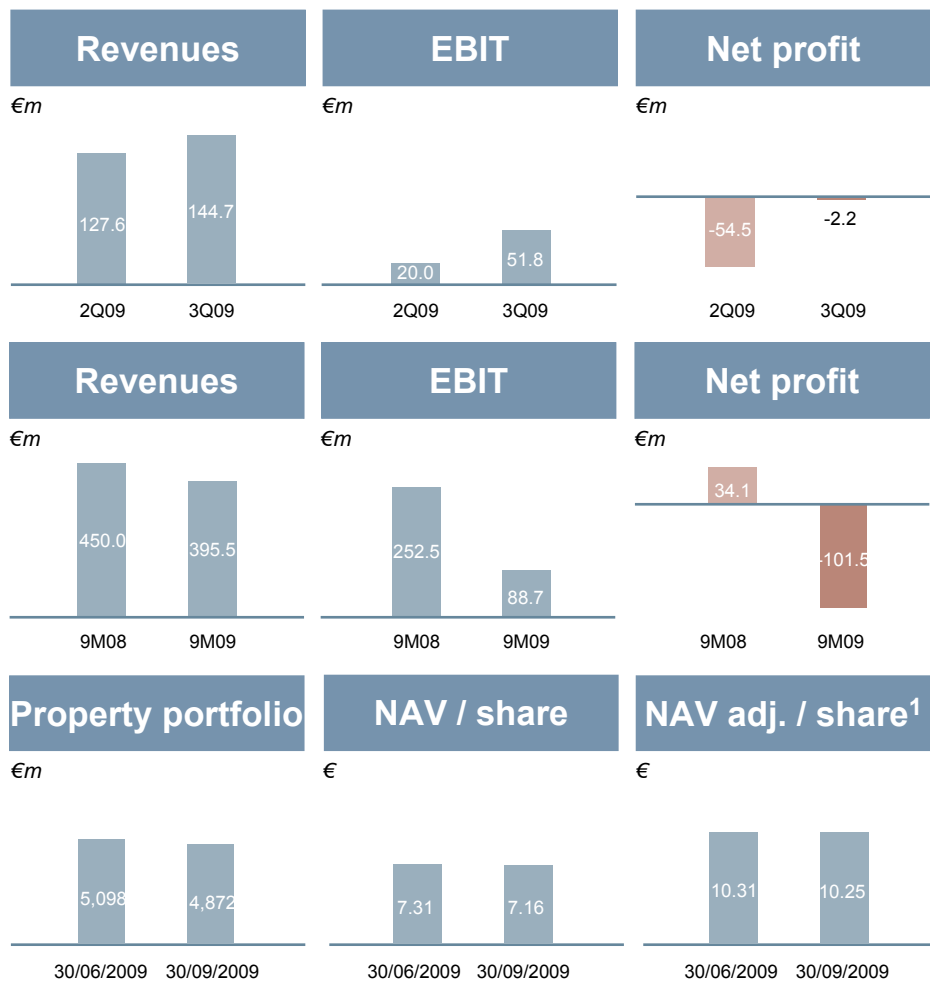 Revenues
EBIT
Net profit
€m
€m
€m
127.6
144.7
20.0
51.8
-54.5
-2.2
2Q09
3Q09
2Q09
3Q09
2Q09
3Q09
Revenues
EBIT
Net profit
€m
€m
€m
450.0
395.5
252.5
88.7
34.1
-101.5
9M08
9M09
9M08
9M09
9M08
9M09
Property portfolio
NAV / share
NAV adj. / share¹
€m
€
€
5,098
4,872
7.31
7.16
10.31
10.25
30/06/2009
30/09/2009
30/06/2009
30/09/2009
30/06/2009
30/09/2009